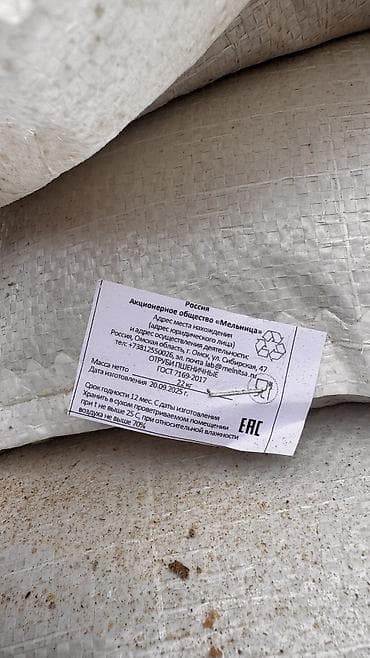 Россия
Акционерное общество «Мельница»
Адрес места нахождения
(адрес юридического лица)
и адрес осуществления деятельности:
Россия, Омская область, г. Омск, ул. Сибирская, 47
тел: +73812550026, эл. почта lab@melnitsa.net
ОТРУБИ ПШЕНИЧНЫЕ
ГОСТ 7169-2017
Масса нетто 22 кг
Дата изготовления 20.09.2025 г.
Срок годности 12 мес. С даты изготовления
Хранить в сухом проветриваемом помещении
при t не выше 25 С, при относительной влажности
воздуха не выше 70%
ЕАС